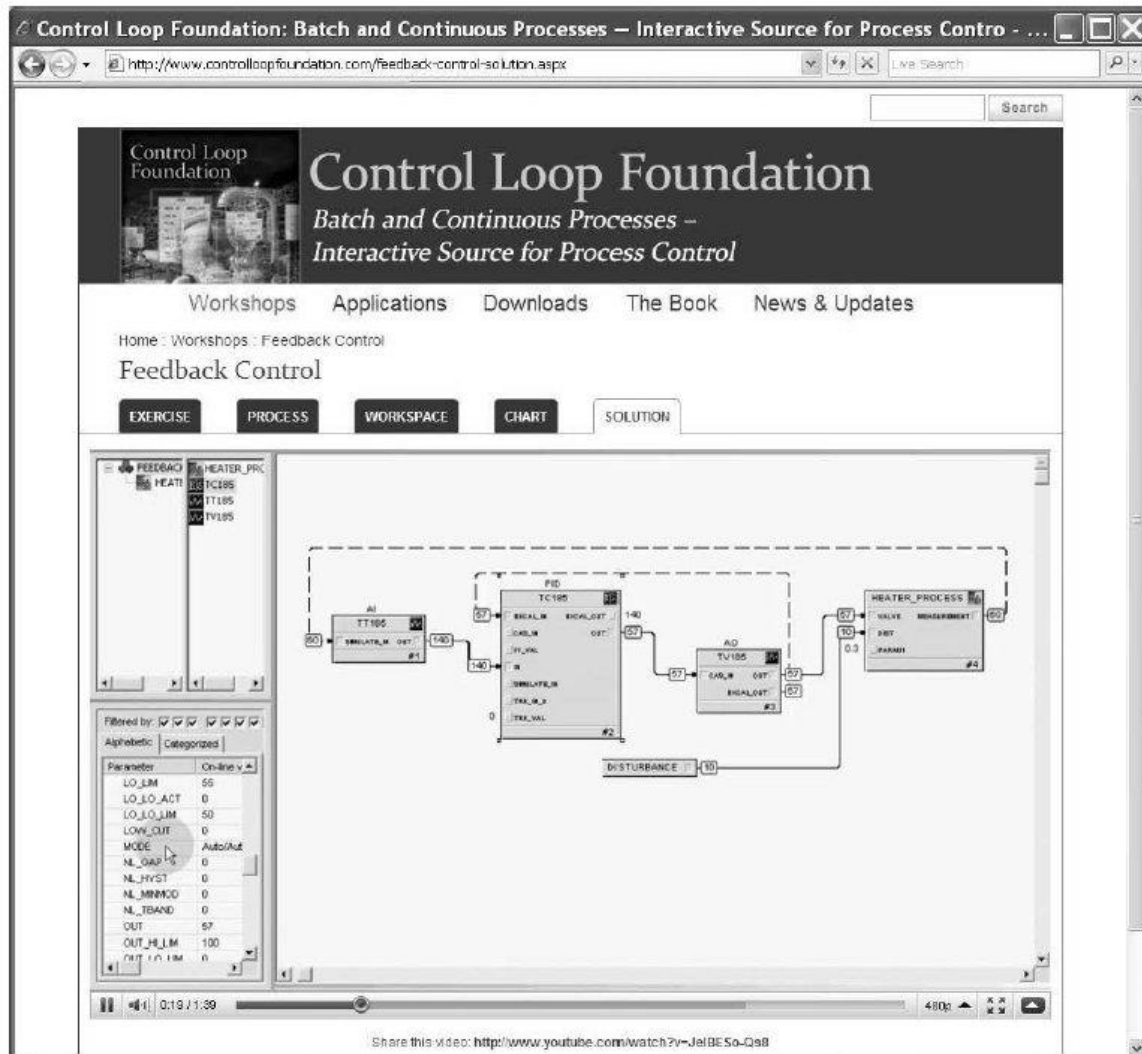 Control Loop Foundation: Batch and Continuous Processes — Interactive Source for Process Contro - ...
http://www.controlloopfoundation.com/feedback-control-solution.aspx
Live Search
Search
Control Loop
Foundation
Control Loop Foundation
Batch and Continuous Processes –
Interactive Source for Process Control
Workshops Applications Downloads The Book News & Updates
Home : Workshops : Feedback Control
Feedback Control
EXERCISE PROCESS WORKSPACE CHART SOLUTION
FEEDBAC HEATER_PRC
HEATI TC185
TT185
TV185
PID
TC185
AI
TT185
SIMULATE_IN OUT
#1
60
140
140
57 BKCAL_IN BKCAL_OUT 140
CAS_IN OUT 57
FF_VAL
IN
SIMULATE_IN
TRK_IN_D
0 TRK_VAL
#2
AO
TV185
57 CAS_IN OUT 57
BKCAL_OUT 57
#3
HEATER_PROCESS
57 VALVE MEASUREMENT
10 DIST
0.3
#4
DISTURBANCE 10
Filtered by:
Alphabetic Categorized
Parameter On-line v
LO_LIM 55
LO_LO_ACT 0
LO_LO_LIM 50
LOW_CUT 0
MODE Auto/Aut
NL_GAP 0
NL_HYST 0
NL_MINMOD 0
NL_TBAND 0
OUT 57
OUT_HI_LIM 100
OUT_LO_LIM 0
0:19 / 1:39 480p
Share this video: http://www.youtube.com/watch?v=JelBESo-Qs8